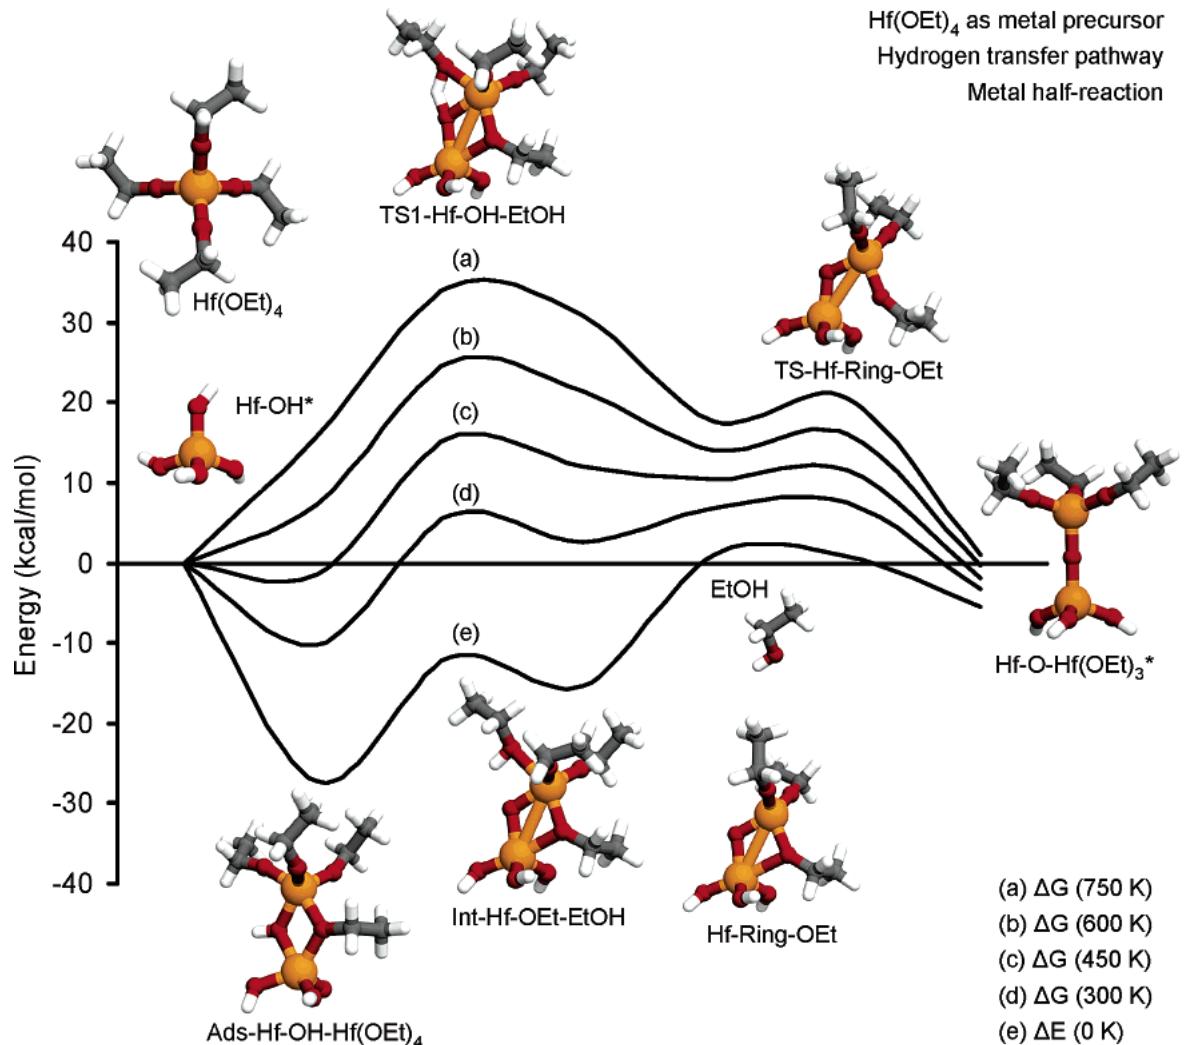 Hf(OEt)₄ as metal precursor
Hydrogen transfer pathway
Metal half-reaction
TS1-Hf-OH-EtOH
Hf(OEt)₄
TS-Hf-Ring-OEt
Hf-OH*
Energy (kcal/mol)
40
30
20
10
0
-10
-20
-30
-40
(a)
(b)
(c)
(d)
(e)
EtOH
Hf-O-Hf(OEt)₃*
Int-Hf-OEt-EtOH
Hf-Ring-OEt
Ads-Hf-OH-Hf(OEt)₄
(a) ΔG (750 K)
(b) ΔG (600 K)
(c) ΔG (450 K)
(d) ΔG (300 K)
(e) ΔE (0 K)